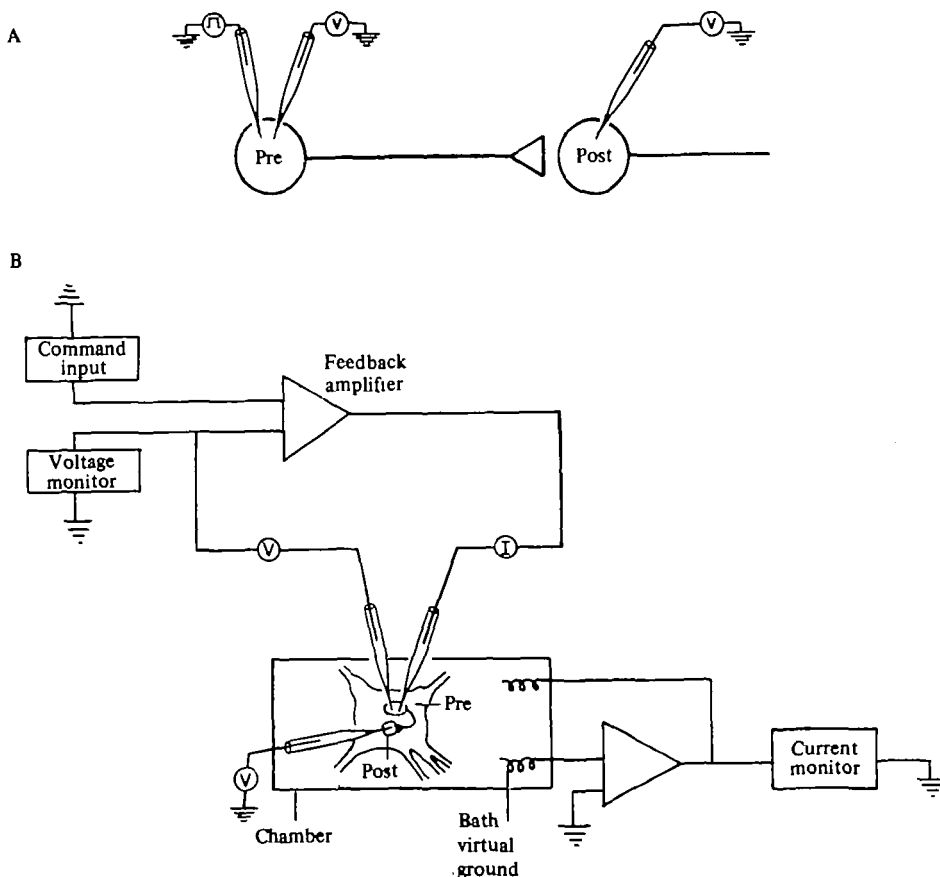 A
V
V
V
Pre
Post
B
Command
input
Feedback
amplifier
Voltage
monitor
V
I
Pre
Post
V
Chamber
Bath
virtual
ground
Current
monitor